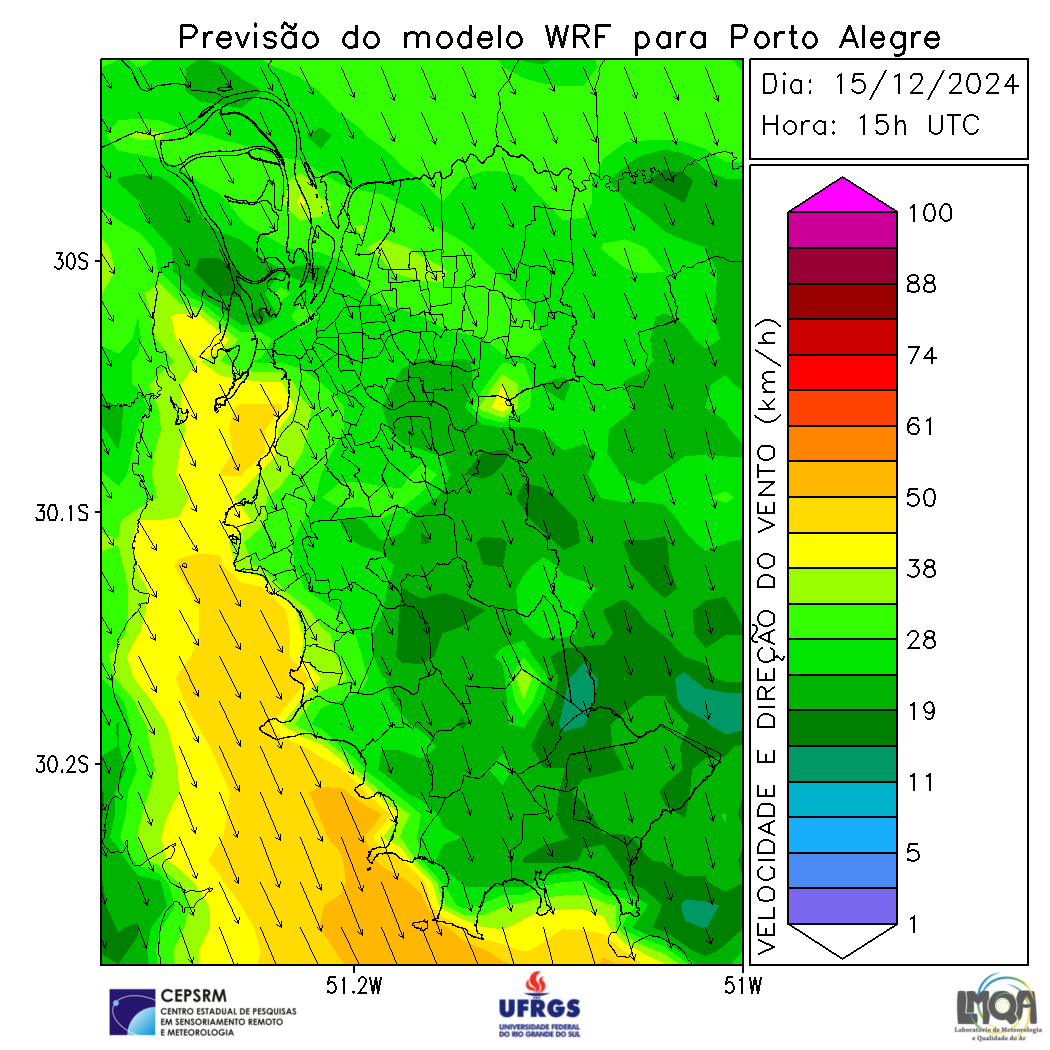 Previsão do modelo WRF para Porto Alegre
Dia: 15/12/2024
Hora: 15h UTC
30S
30.1S
30.2S
51.2W
51W
VELOCIDADE E DIREÇÃO DO VENTO (km/h)
100
88
74
61
50
38
28
19
11
5
1
CEPSRM
CENTRO ESTADUAL DE PESQUISAS
EM SENSORIAMENTO REMOTO
E METEOROLOGIA
UFRGS
UNIVERSIDADE FEDERAL
DO RIO GRANDE DO SUL
LMQA
Laboratório de Meteorologia
e Qualidade do Ar